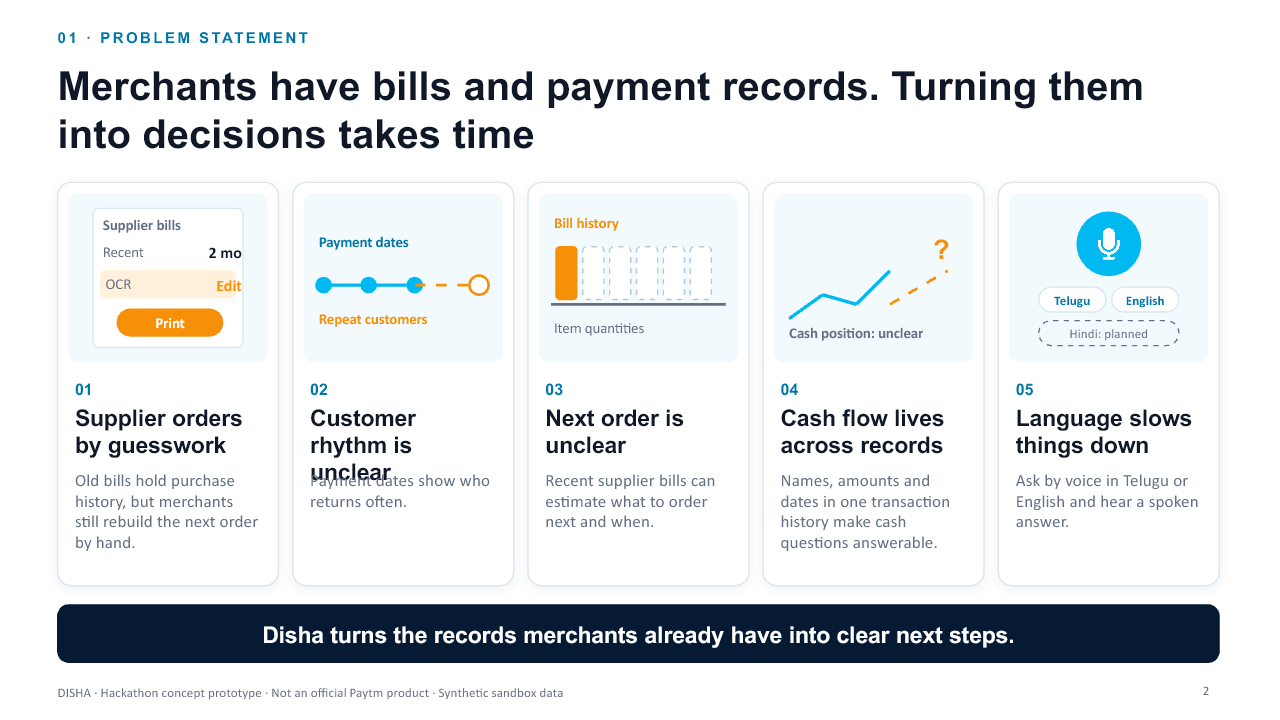 01 · PROBLEM STATEMENT
Merchants have bills and payment records. Turning them
into decisions takes time
Supplier bills
Recent 2 mo
OCR Edit
Print
01
Supplier orders
by guesswork
Old bills hold purchase
history, but merchants
still rebuild the next order
by hand.
Payment dates
Repeat customers
02
Customer
rhythm is
unclear
Payment dates show who
returns often.
Bill history
Item quantities
03
Next order is
unclear
Recent supplier bills can
estimate what to order
next and when.
?
Cash position: unclear
04
Cash flow lives
across records
Names, amounts and
dates in one transaction
history make cash
questions answerable.
Telugu English
Hindi: planned
05
Language slows
things down
Ask by voice in Telugu or
English and hear a spoken
answer.
Disha turns the records merchants already have into clear next steps.
DISHA · Hackathon concept prototype · Not an official Paytm product · Synthetic sandbox data
2